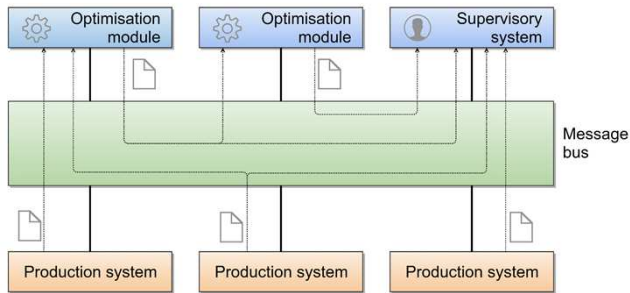 Optimisation
module
Optimisation
module
Supervisory
system
Message
bus
Production system
Production system
Production system